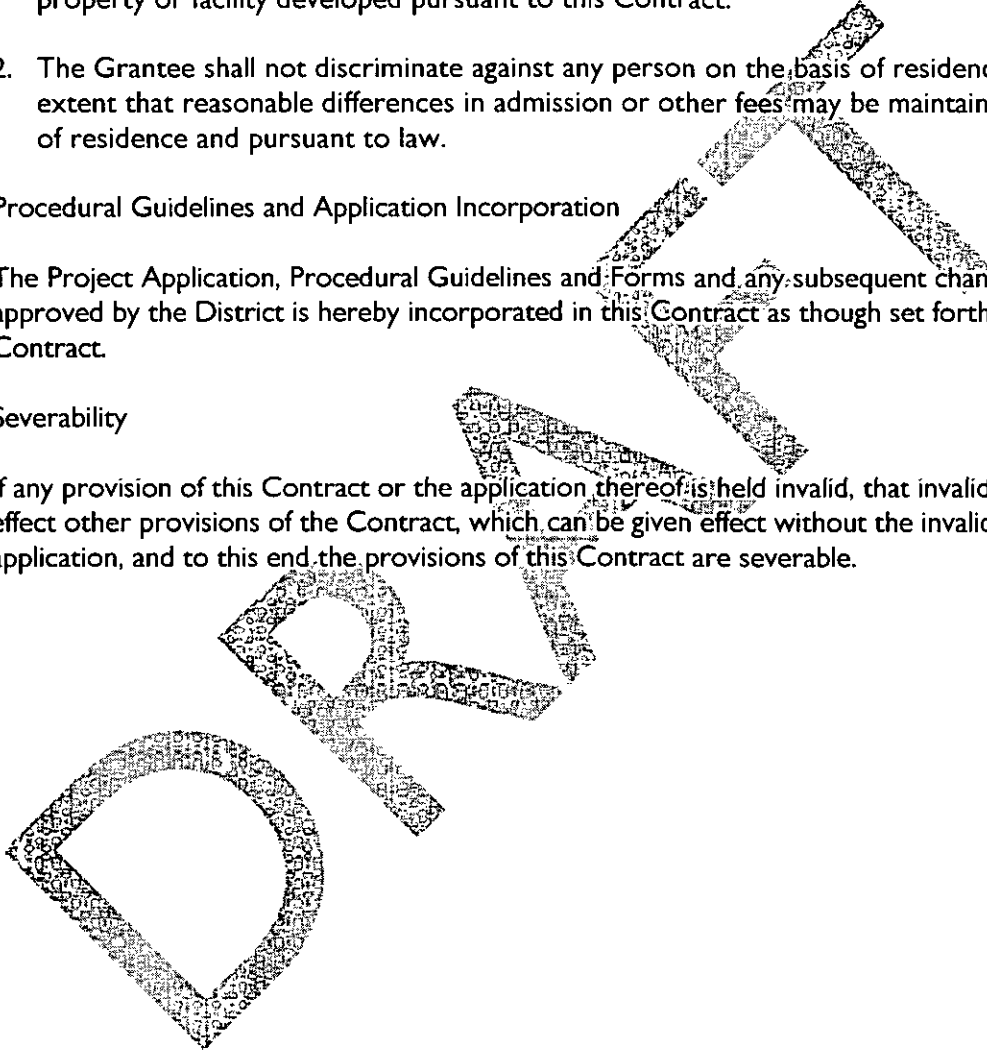 property or facility developed pursuant to this Contract.
2. The Grantee shall not discriminate against any person on the basis of residenc
extent that reasonable differences in admission or other fees may be maintain
of residence and pursuant to law.
Procedural Guidelines and Application Incorporation
The Project Application, Procedural Guidelines and Forms and any subsequent chan
approved by the District is hereby incorporated in this Contract as though set forth
Contract.
Severability
If any provision of this Contract or the application thereof is held invalid, that invalid
effect other provisions of the Contract, which can be given effect without the invalid
application, and to this end the provisions of this Contract are severable.
DRAFT